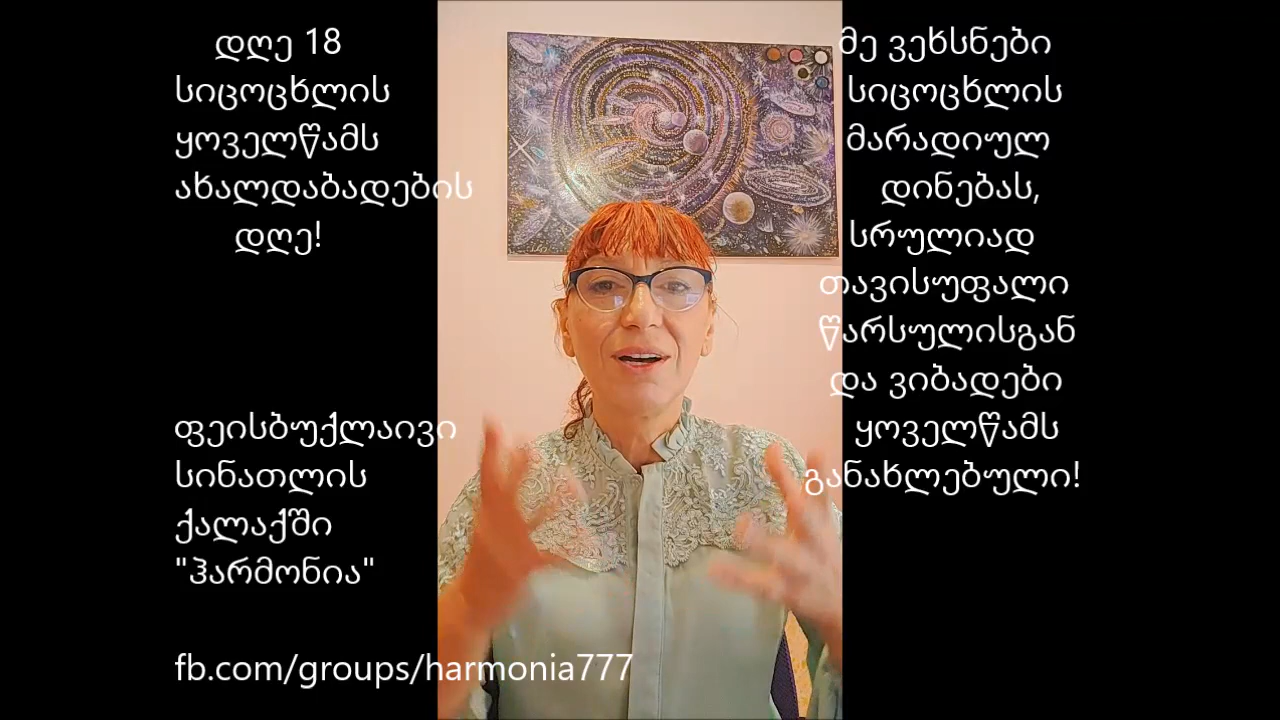 დღე 18
სიცოცხლის
ყოველწამს
ახალდაბადების
დღე!
ფეისბუქლაივი
სინათლის
ქალაქში
"ჰარმონია"
fb.com/groups/harmonia777
მე ვეხსნები
სიცოცხლის
მარადიულ
დინებას,
სრულიად
თავისუფალი
წარსულისგან
და ვიბადები
ყოველწამს
განახლებული!